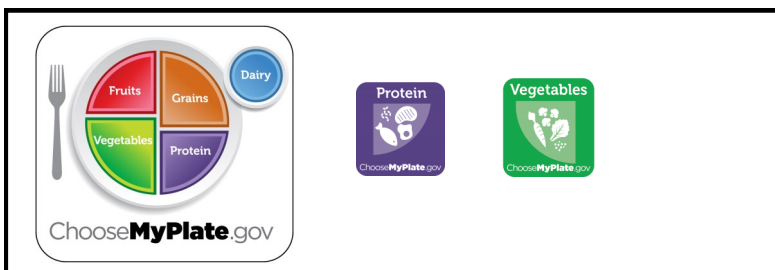 Fruits
Grains
Dairy
Vegetables
Protein
ChooseMyPlate.gov
Protein
ChooseMyPlate.gov
Vegetables
ChooseMyPlate.gov